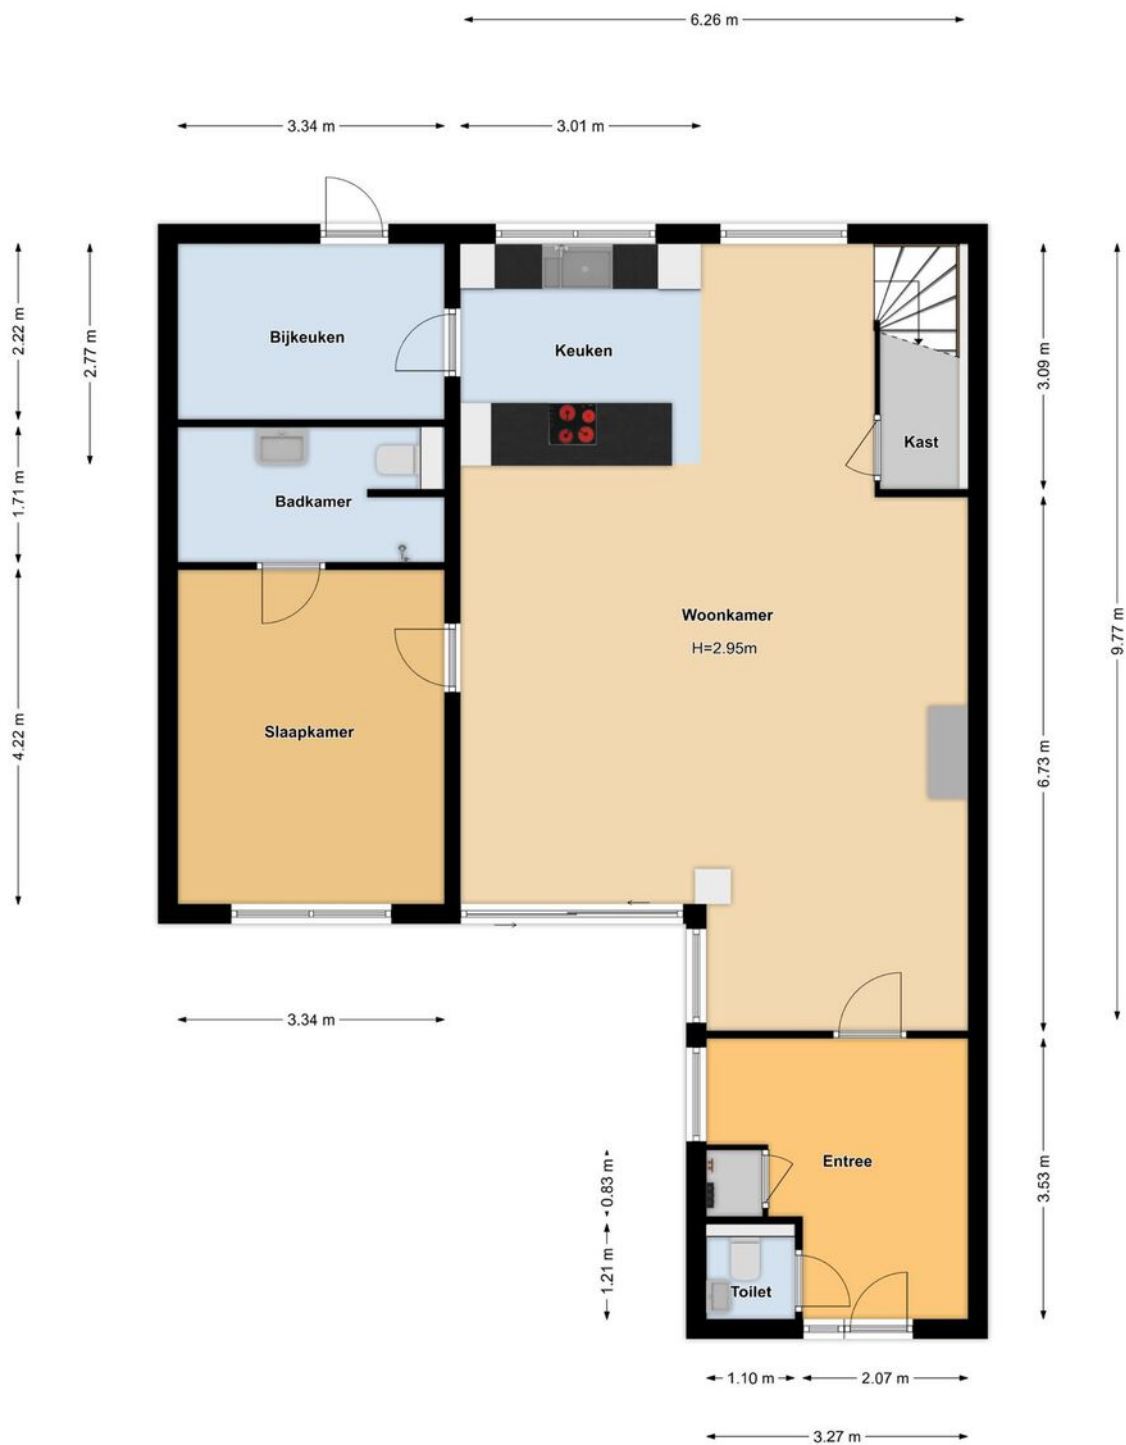 6.26 m
3.34 m
3.01 m
2.22 m
2.77 m
1.71 m
4.22 m
Bijkeuken
Keuken
Badkamer
Kast
Woonkamer
H=2.95m
Slaapkamer
3.09 m
9.77 m
6.73 m
3.34 m
Entree
3.53 m
0.83 m
1.21 m
Toilet
1.10 m
2.07 m
3.27 m